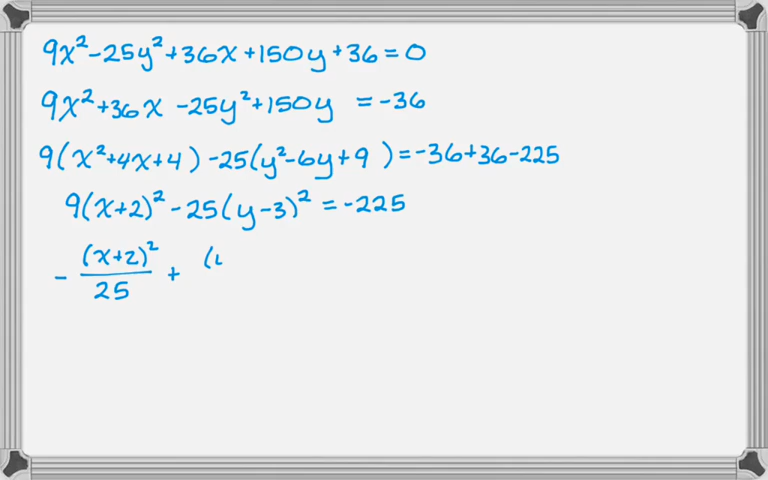 9x²-25y²+36x+150y+36=0
9x²+36x -25y²+150y =-36
9(x²+4x+4) -25(y²-6y+9)=-36+36-225
9(x+2)²-25(y-3)²=-225
-(x+2)²/25 + (